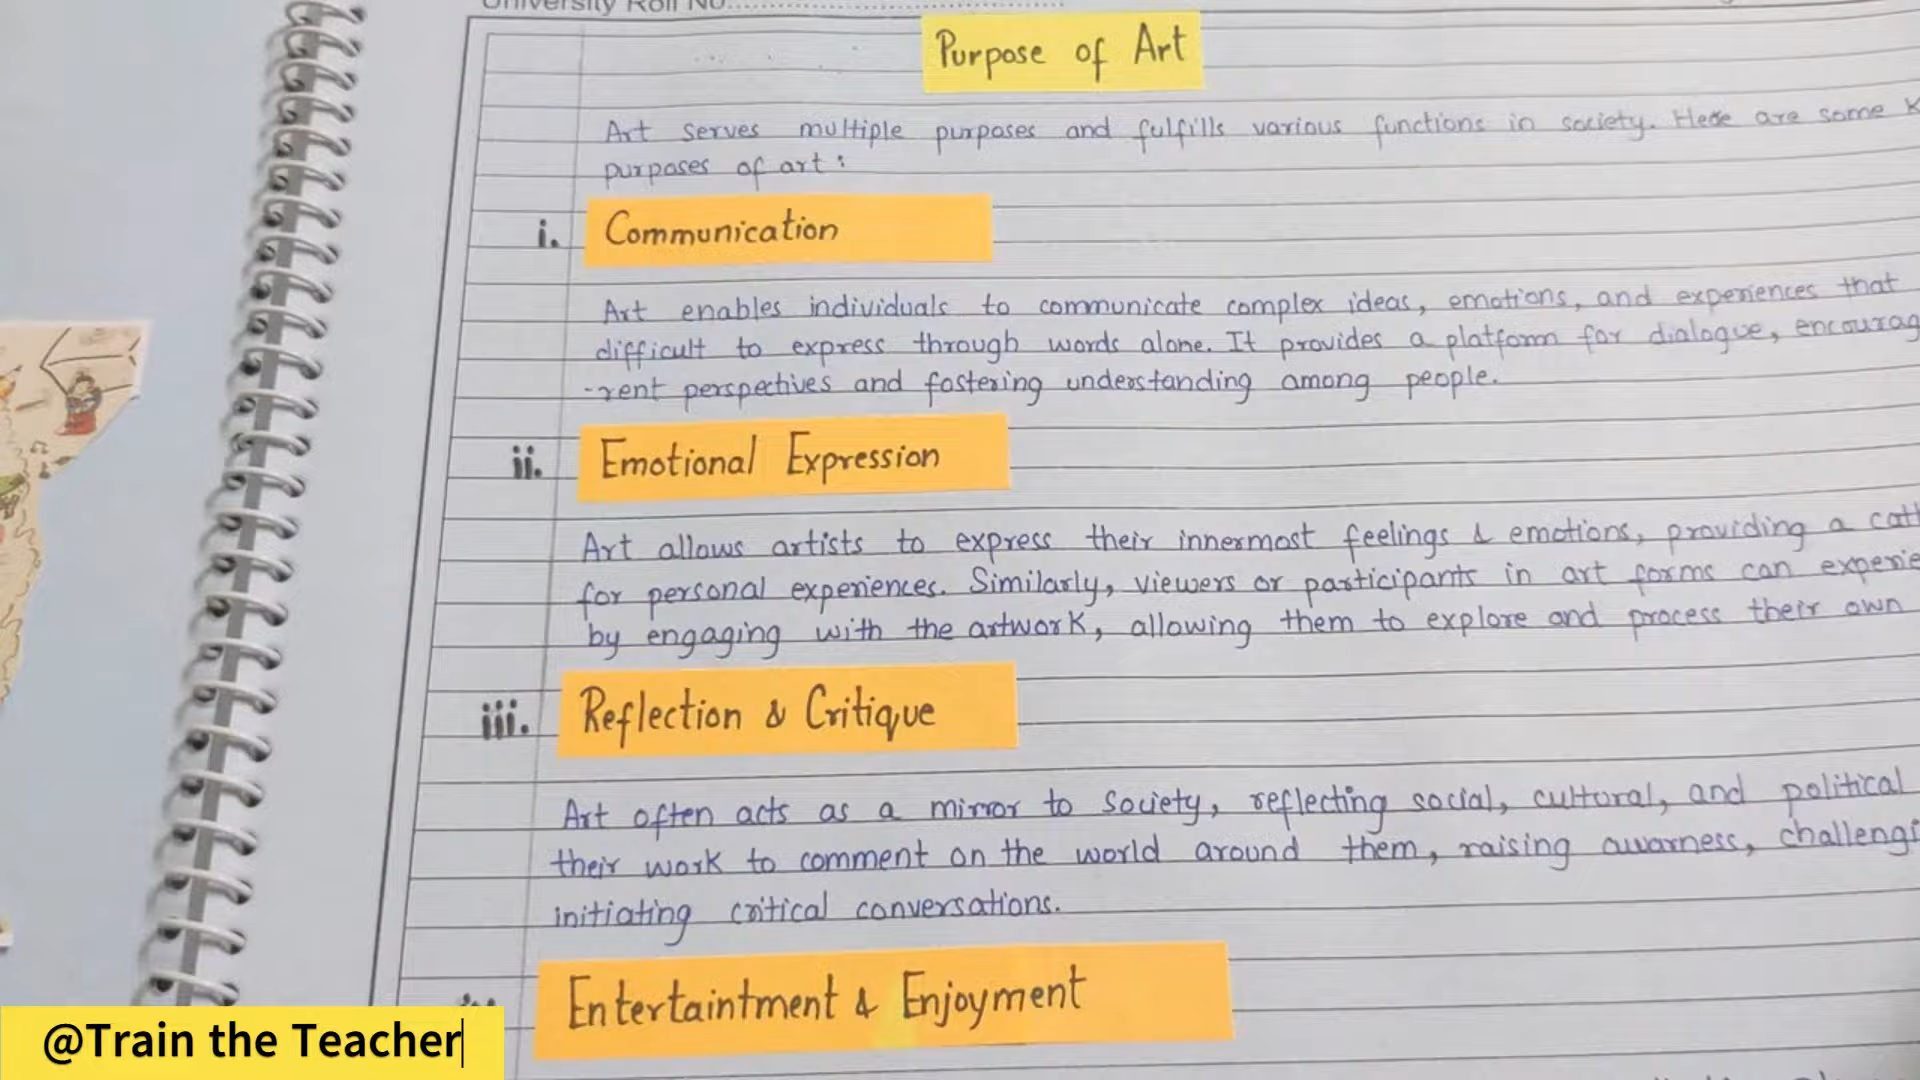 University Roll No.
Purpose of Art
Art serves multiple purposes and fulfills various functions in society. Here are some
purposes of art :
i. Communication
Art enables individuals to communicate complex ideas, emotions, and experiences that
difficult to express through words alone. It provides a platform for dialogue, encourag
-rent perspectives and fostering understanding among people.
ii. Emotional Expression
Art allows artists to express their innermost feelings & emotions, providing a cat
for personal experiences. Similarly, viewers or participants in art forms can experie
by engaging with the artwork, allowing them to explore and process their own
iii. Reflection & Critique
Art often acts as a mirror to society, reflecting social, cultural, and political
their work to comment on the world around them, raising awarness, challengi
initiating critical conversations.
Entertaintment & Enjoyment
@Train the Teacher